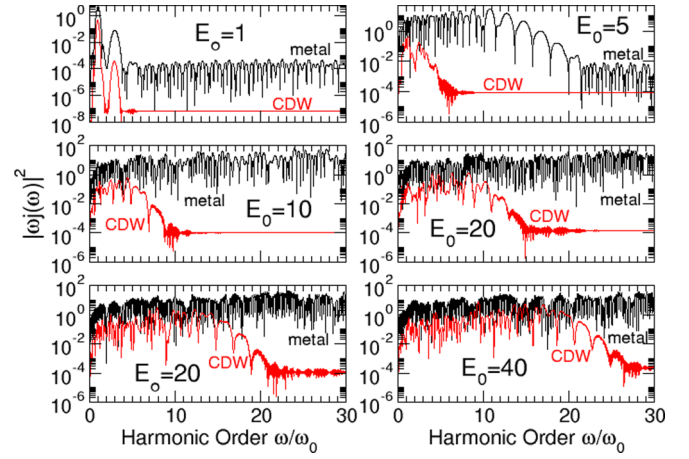 10⁰
10⁻²
10⁻⁴
10⁻⁶
10⁻⁸
E₀=1
metal
CDW
10⁰
10⁻²
10⁻⁴
10⁻⁶
E₀=5
metal
CDW
|ωj(ω)|²
10²
10⁰
10⁻²
10⁻⁴
10⁻⁶
metal
E₀=10
CDW
10²
10⁰
10⁻²
10⁻⁴
10⁻⁶
metal
CDW
E₀=20
10²
10⁰
10⁻²
10⁻⁴
10⁻⁶
metal
CDW
E₀=20
0 10 20 30
Harmonic Order ω/ω₀
10²
10⁰
10⁻²
10⁻⁴
10⁻⁶
metal
CDW
E₀=40
0 10 20 30
Harmonic Order ω/ω₀